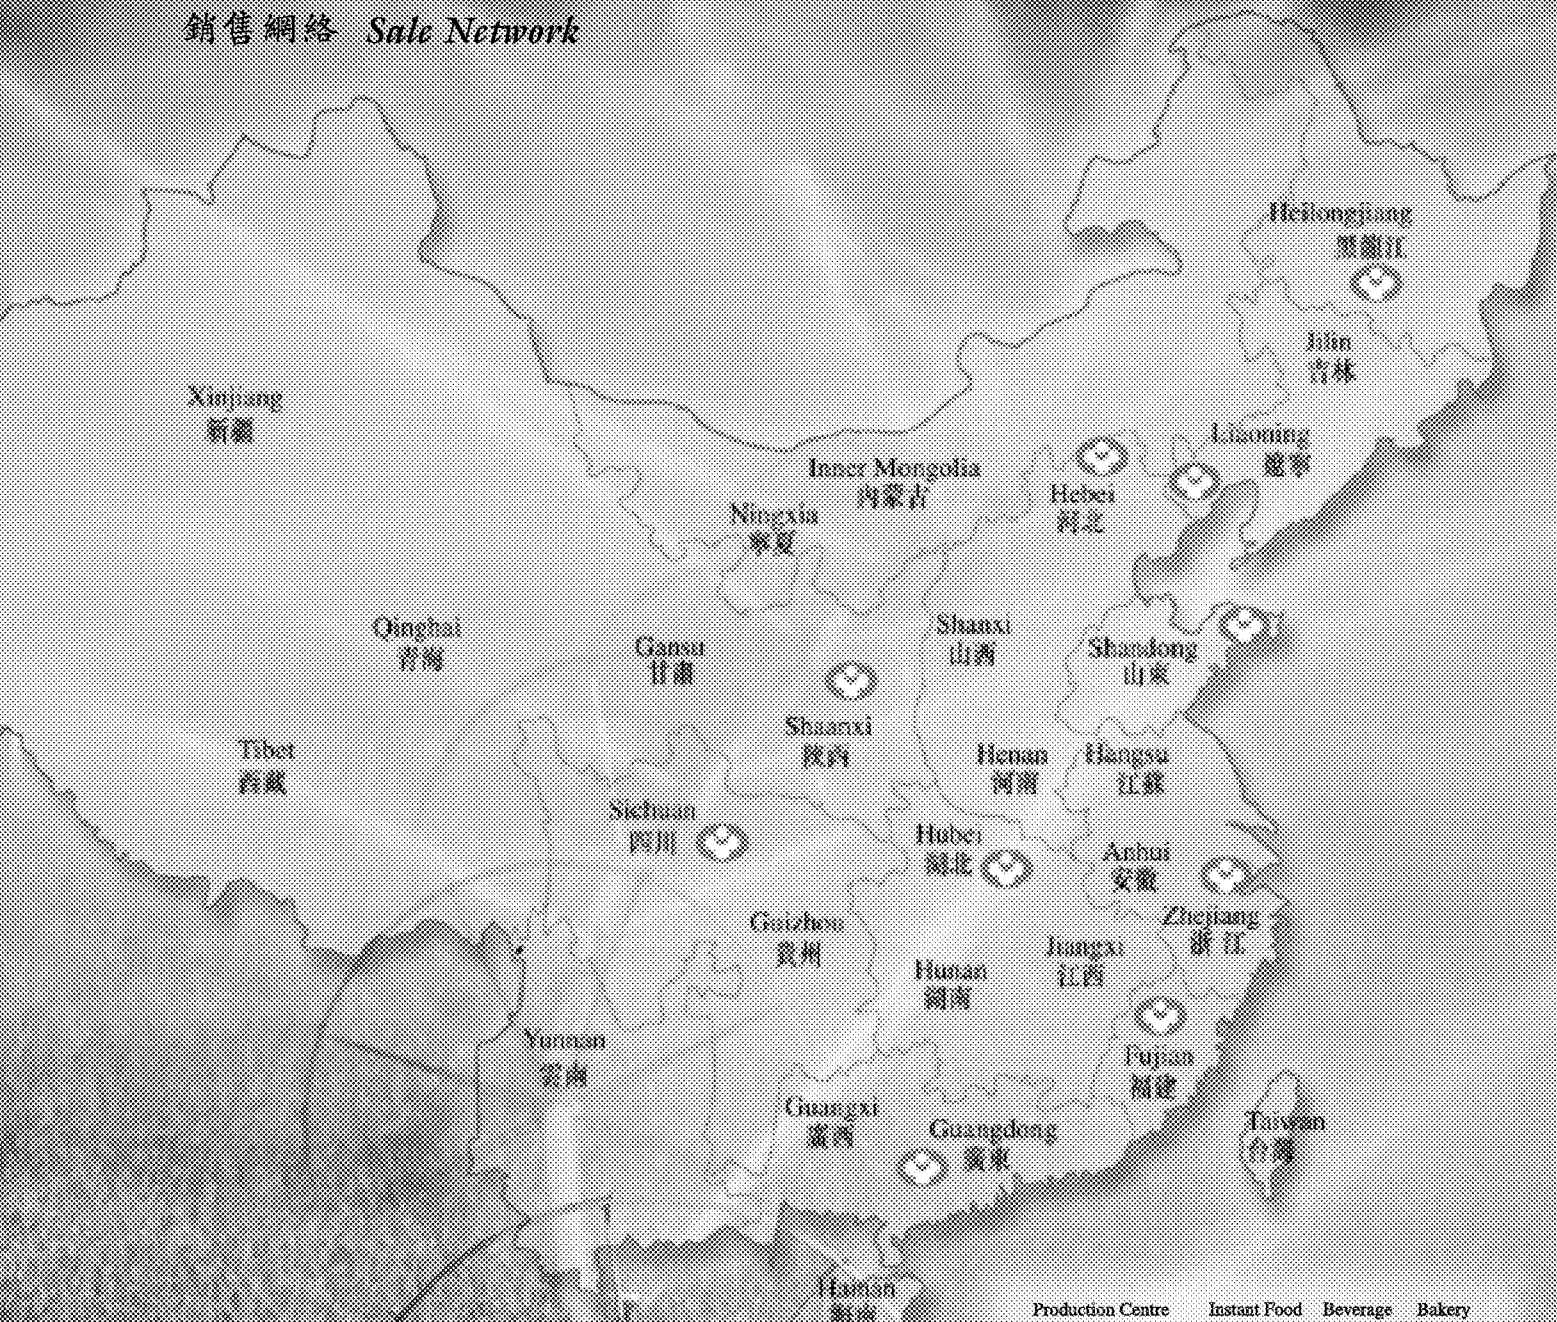 銷售網絡 Sale Network
Heilongjiang
黑龍江
Jilin
吉林
Xinjiang
新疆
Liaoning
遼寧
Inner Mongolia
內蒙古
Hebei
河北
Ningxia
寧夏
Qinghai
青海
Gansu
甘肅
Shanxi
山西
Shandong
山東
Shaanxi
陝西
Tibet
西藏
Henan
河南
Hangsu
江蘇
Sichuan
四川
Hubei
湖北
Anhui
安徽
Guizhou
貴州
Zhejiang
浙江
Jiangxi
江西
Hunan
湖南
Yunnan
雲南
Fujian
福建
Guangxi
廣西
Guangdong
廣東
Taiwan
台灣
Hainan
海南
Production Centre Instant Food Beverage Bakery